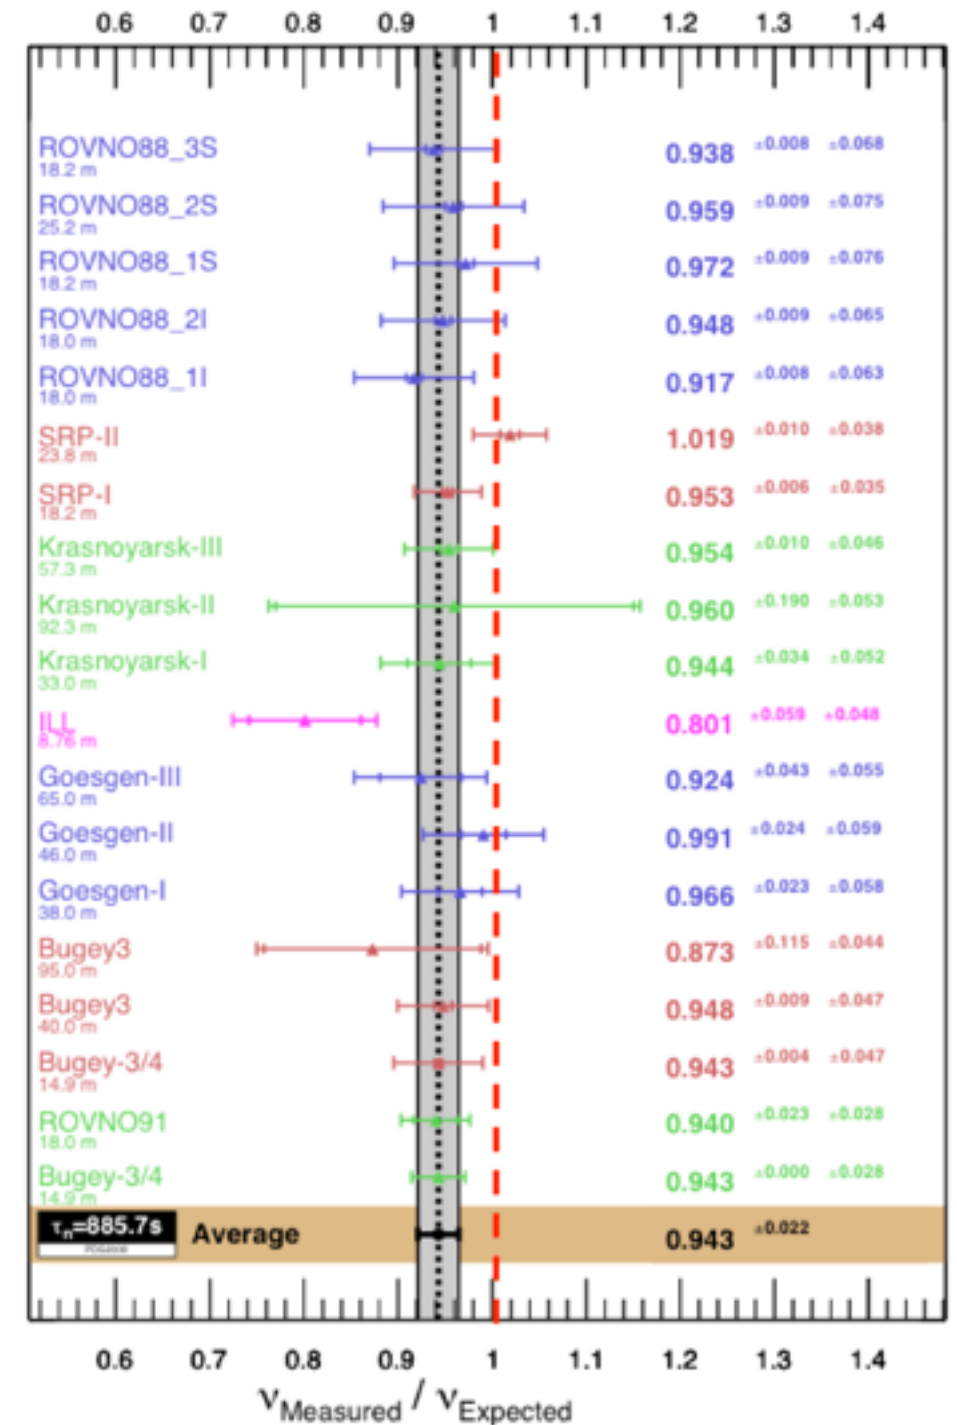 0.6 0.7 0.8 0.9 1 1.1 1.2 1.3 1.4
ROVNO88_3S 0.938 ±0.008 ±0.068
18.2 m
ROVNO88_2S 0.959 ±0.009 ±0.075
25.2 m
ROVNO88_1S 0.972 ±0.009 ±0.076
18.2 m
ROVNO88_2I 0.948 ±0.009 ±0.065
18.0 m
ROVNO88_1I 0.917 ±0.008 ±0.063
18.0 m
SRP-II 1.019 ±0.010 ±0.038
23.8 m
SRP-I 0.953 ±0.006 ±0.035
18.2 m
Krasnoyarsk-III 0.954 ±0.010 ±0.046
57.3 m
Krasnoyarsk-II 0.960 ±0.190 ±0.053
92.3 m
Krasnoyarsk-I 0.944 ±0.034 ±0.052
33.0 m
ILL 0.801 ±0.059 ±0.048
8.76 m
Goesgen-III 0.924 ±0.043 ±0.055
65.0 m
Goesgen-II 0.991 ±0.024 ±0.059
46.0 m
Goesgen-I 0.966 ±0.023 ±0.058
38.0 m
Bugey3 0.873 ±0.115 ±0.044
95.0 m
Bugey3 0.948 ±0.009 ±0.047
40.0 m
Bugey-3/4 0.943 ±0.004 ±0.047
14.9 m
ROVNO91 0.940 ±0.023 ±0.028
18.0 m
Bugey-3/4 0.943 ±0.000 ±0.028
14.9 m
τn=885.7s Average 0.943 ±0.022
0.6 0.7 0.8 0.9 1 1.1 1.2 1.3 1.4
νMeasured / νExpected